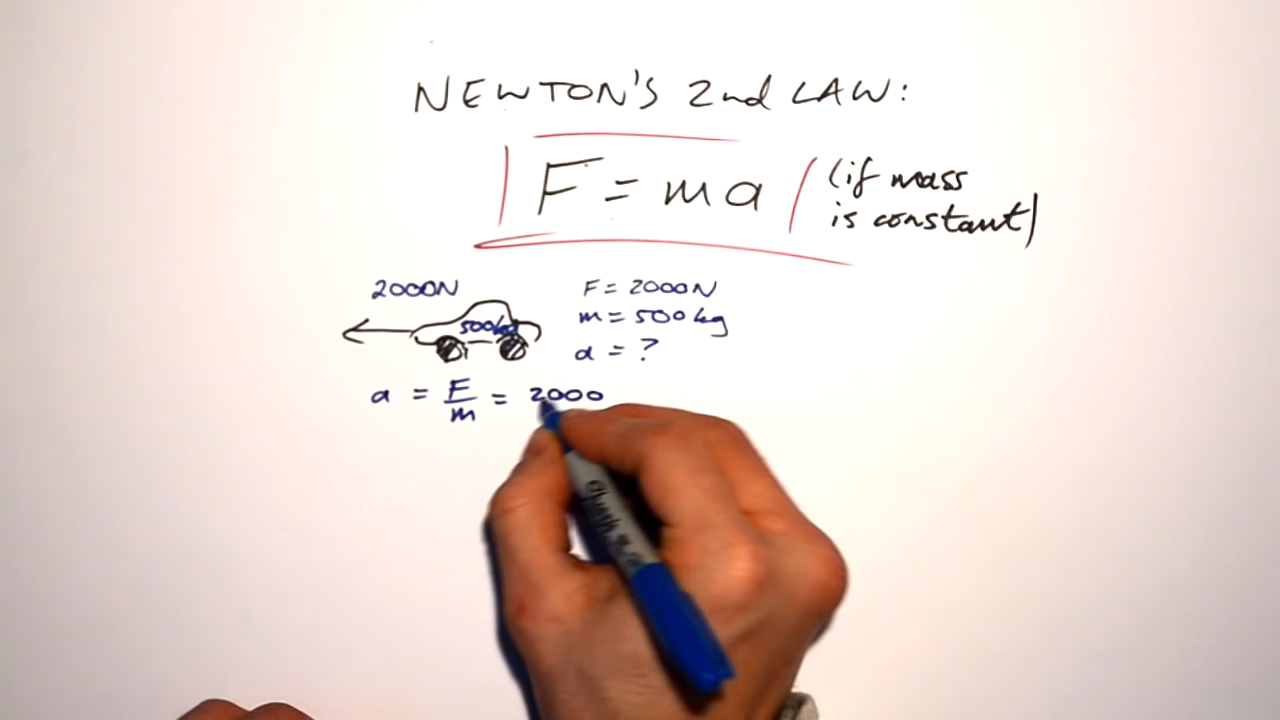 NEWTON'S 2nd LAW:
F = ma
(if mass
is constant)
2000N
500kg
F = 2000N
m = 500kg
a = ?
a = F/m = 2000